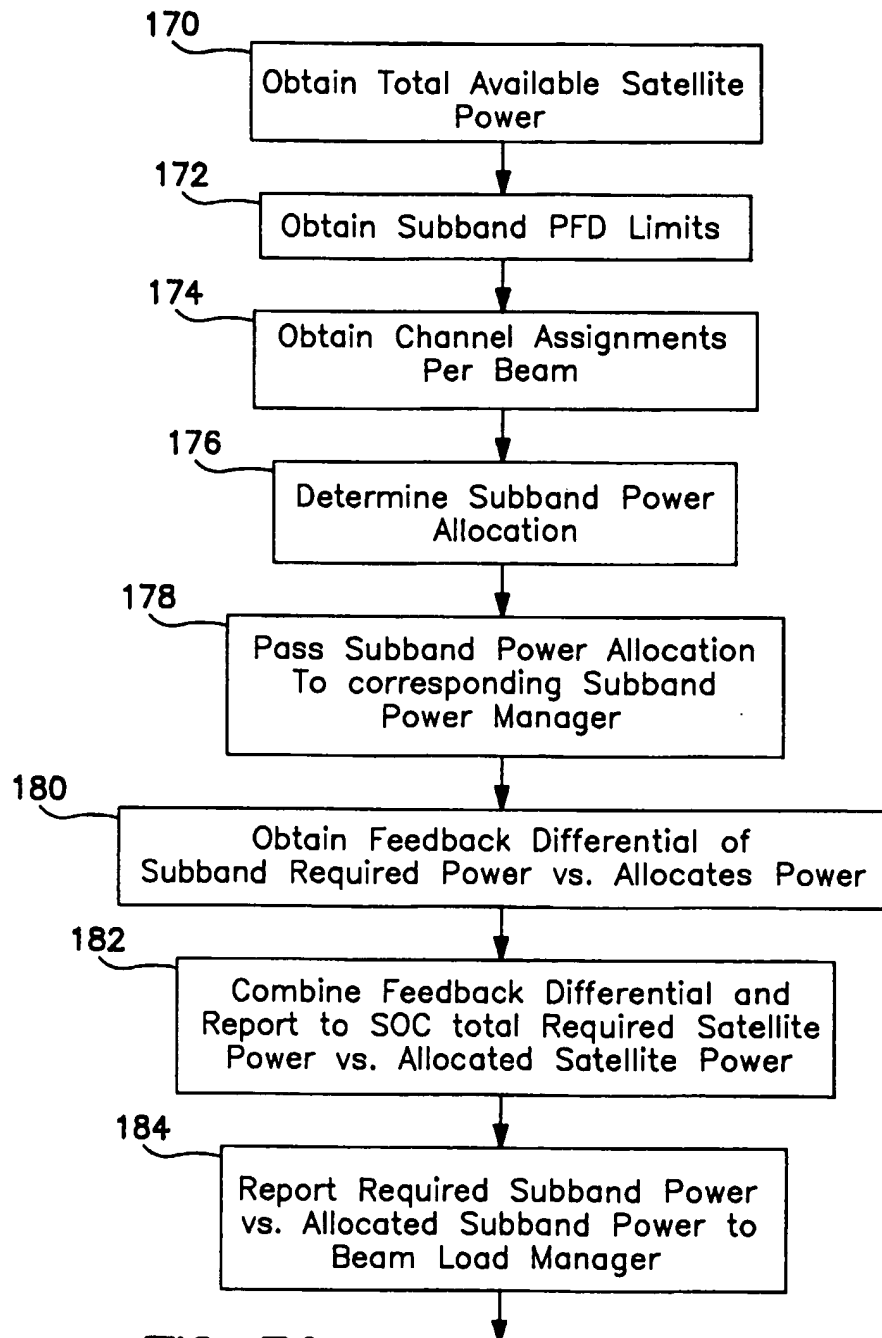 170
Obtain Total Available Satellite
Power
172
Obtain Subband PFD Limits
174
Obtain Channel Assignments
Per Beam
176
Determine Subband Power
Allocation
178
Pass Subband Power Allocation
To corresponding Subband
Power Manager
180
Obtain Feedback Differential of
Subband Required Power vs. Allocates Power
182
Combine Feedback Differential and
Report to SOC total Required Satellite
Power vs. Allocated Satellite Power
184
Report Required Subband Power
vs. Allocated Subband Power to
Beam Load Manager